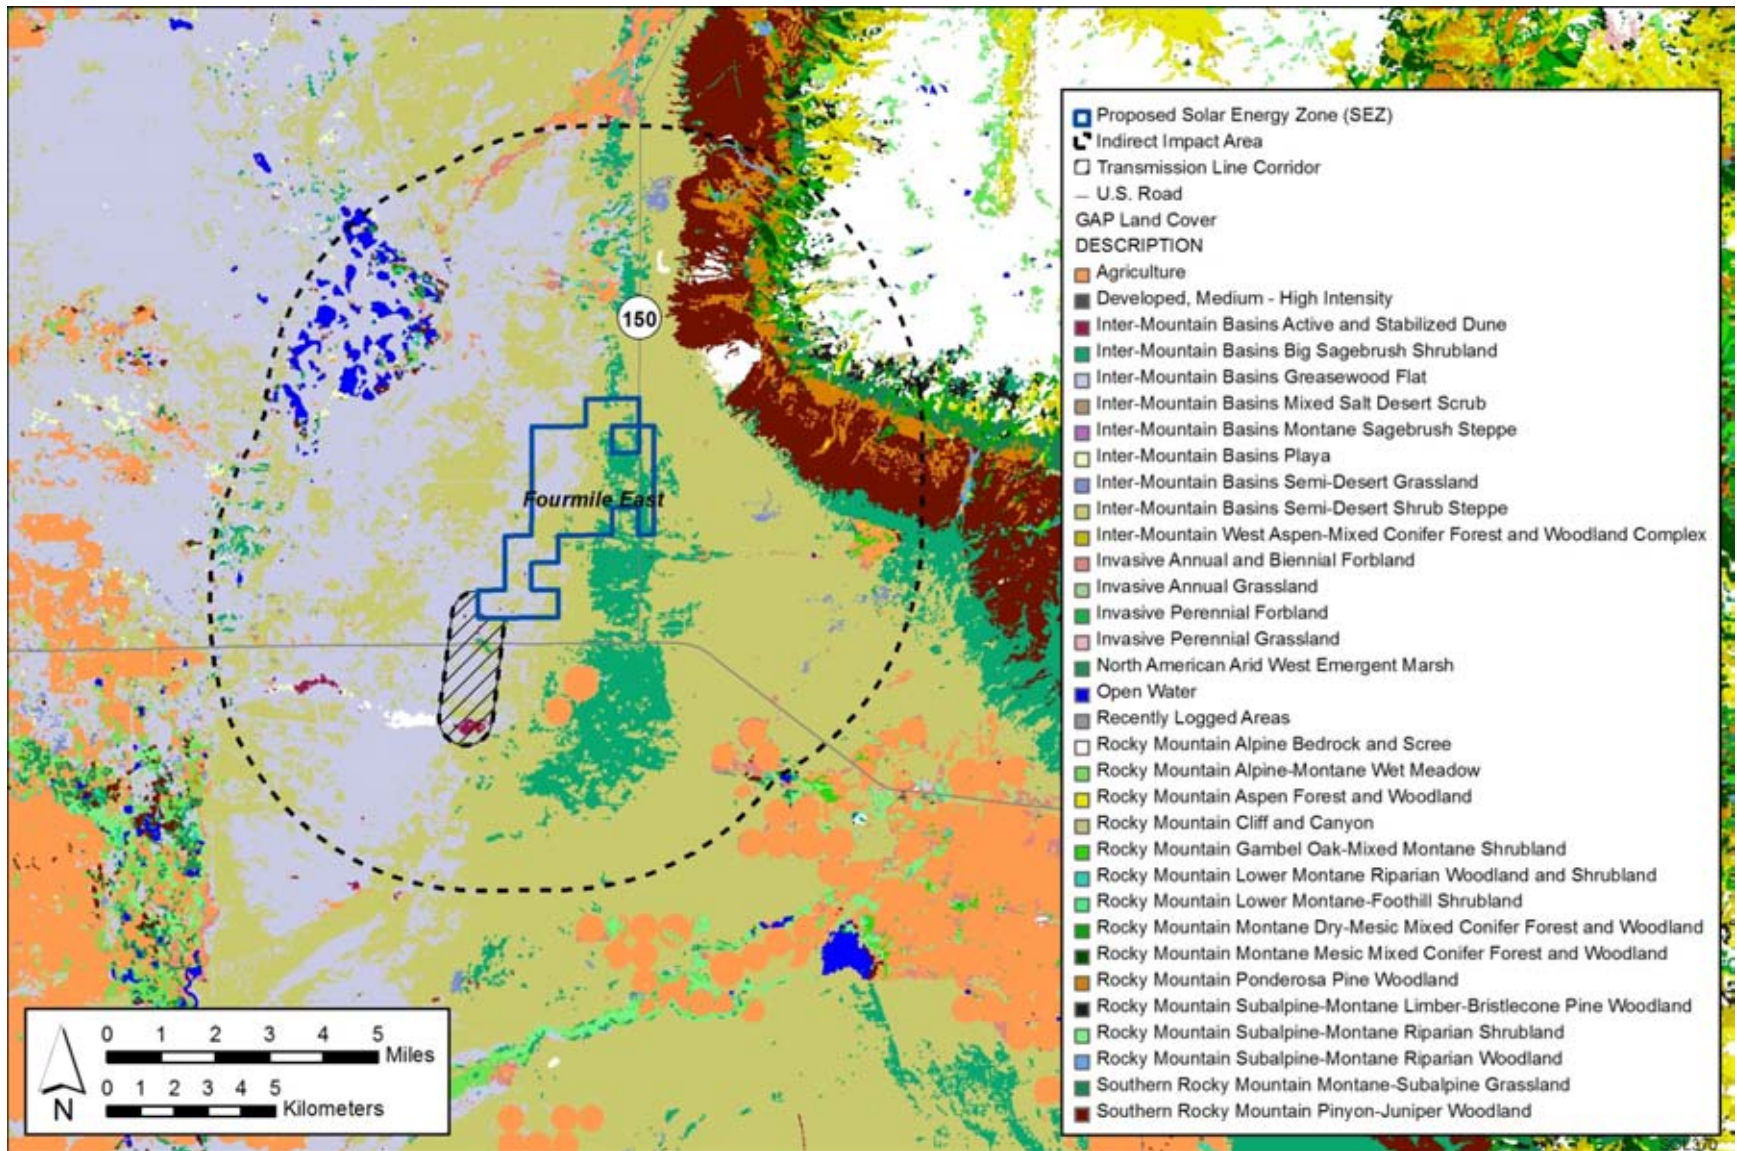 Proposed Solar Energy Zone (SEZ)
Indirect Impact Area
Transmission Line Corridor
U.S. Road
GAP Land Cover
DESCRIPTION
Agriculture
Developed, Medium - High Intensity
Inter-Mountain Basins Active and Stabilized Dune
Inter-Mountain Basins Big Sagebrush Shrubland
Inter-Mountain Basins Greasewood Flat
Inter-Mountain Basins Mixed Salt Desert Scrub
Inter-Mountain Basins Montane Sagebrush Steppe
Inter-Mountain Basins Playa
Inter-Mountain Basins Semi-Desert Grassland
Inter-Mountain Basins Semi-Desert Shrub Steppe
Inter-Mountain West Aspen-Mixed Conifer Forest and Woodland Complex
Invasive Annual and Biennial Forbland
Invasive Annual Grassland
Invasive Perennial Forbland
Invasive Perennial Grassland
North American Arid West Emergent Marsh
Open Water
Recently Logged Areas
Rocky Mountain Alpine Bedrock and Scree
Rocky Mountain Alpine-Montane Wet Meadow
Rocky Mountain Aspen Forest and Woodland
Rocky Mountain Cliff and Canyon
Rocky Mountain Gambel Oak-Mixed Montane Shrubland
Rocky Mountain Lower Montane Riparian Woodland and Shrubland
Rocky Mountain Lower Montane-Foothill Shrubland
Rocky Mountain Montane Dry-Mesic Mixed Conifer Forest and Woodland
Rocky Mountain Montane Mesic Mixed Conifer Forest and Woodland
Rocky Mountain Ponderosa Pine Woodland
Rocky Mountain Subalpine-Montane Limber-Bristlecone Pine Woodland
Rocky Mountain Subalpine-Montane Riparian Shrubland
Rocky Mountain Subalpine-Montane Riparian Woodland
Southern Rocky Mountain Montane-Subalpine Grassland
Southern Rocky Mountain Pinyon-Juniper Woodland
150
Fourmile East
0 1 2 3 4 5
Miles
0 1 2 3 4 5
Kilometers
N
SOL370